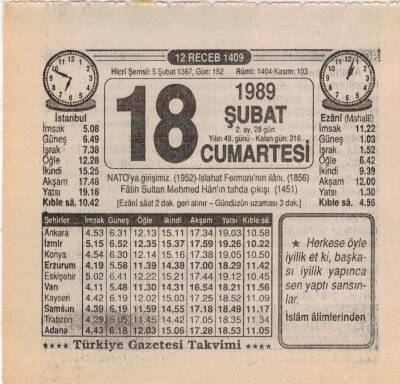 12 RECEB 1409
Hicrî Şemsî: 5 Şubat 1367, Gün: 152 Rûmi: 1404-Kasım: 103
18
1989
ŞUBAT
2. ay, 28 gün
Yılın 49. günü - Kalan gün: 316
CUMARTESİ
İstanbul
İmsak 5.08
Güneş 6.49
İşrak 7.38
Öğle 12.28
İkindi 15.25
Akşam 17.48
Yatsı 19.16
Kıble sâ. 10.42
Ezânî (Mahallî)
İmsak 11.22
Güneş 1.03
İşrak 1.52
Öğle 6.42
İkindi 9.39
Akşam 12.00
Yatsı 1.30
Kıble sâ. 4.56
NATO'ya girişimiz. (1952)-Islahat Fermanı'nın ilânı. (1856)
Fâtih Sultan Mehmed Hân'ın tahda çıkışı (1451)
[Ezânî sâat 2 dak. geri alınır – Gündüzün uzaması 3 dak.]
Şehirler İmsak Güneş Öğle İkindi Akşam Yatsı Kıble sâ.
Ankara 4.53 6.31 12.13 15.11 17.34 19.03 10.58
İzmir 5.15 6.52 12.35 15.37 17.59 19.26 10.22
Konya 4.54 6.30 12.14 15.16 17.38 19.05 10.46
Erzurum 4.19 5.58 11.39 14.38 17.00 18.29 11.42
Eskişehir 5.02 6.41 12.22 15.21 17.44 19.12 10.45
Van 4.11 5.48 11.30 14.31 16.54 18.21 11.56
Kayseri 4.42 6.19 12.02 15.03 17.25 18.52 11.09
Samsun 4.39 6.19 11.59 14.55 17.18 18.49 11.17
Trabzon 4.26 6.05 11.45 14.42 17.05 18.35 11.34
Adana 4.43 6.18 12.03 15.06 17.28 18.53 11.05
★ Herkese öyle
iyilik et ki, başka-
sı iyilik yapınca
sen yaptı sansın-
lar.
İslâm âlimlerinden
★★★★ Türkiye Gazetesi Takvimi ★★★★